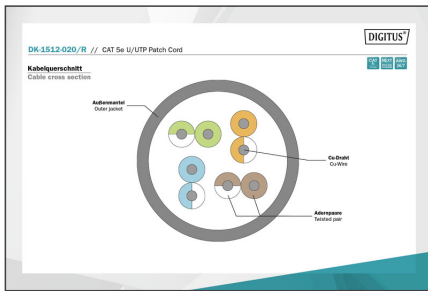 DIGITUS®
DK-1512-020/R // CAT 5e U/UTP Patch Cord
Kabelquerschnitt
Cable cross section
Außenmantel
Outer jacket
Cu-Draht
Cu-Wire
Adernpaare
Twisted pair